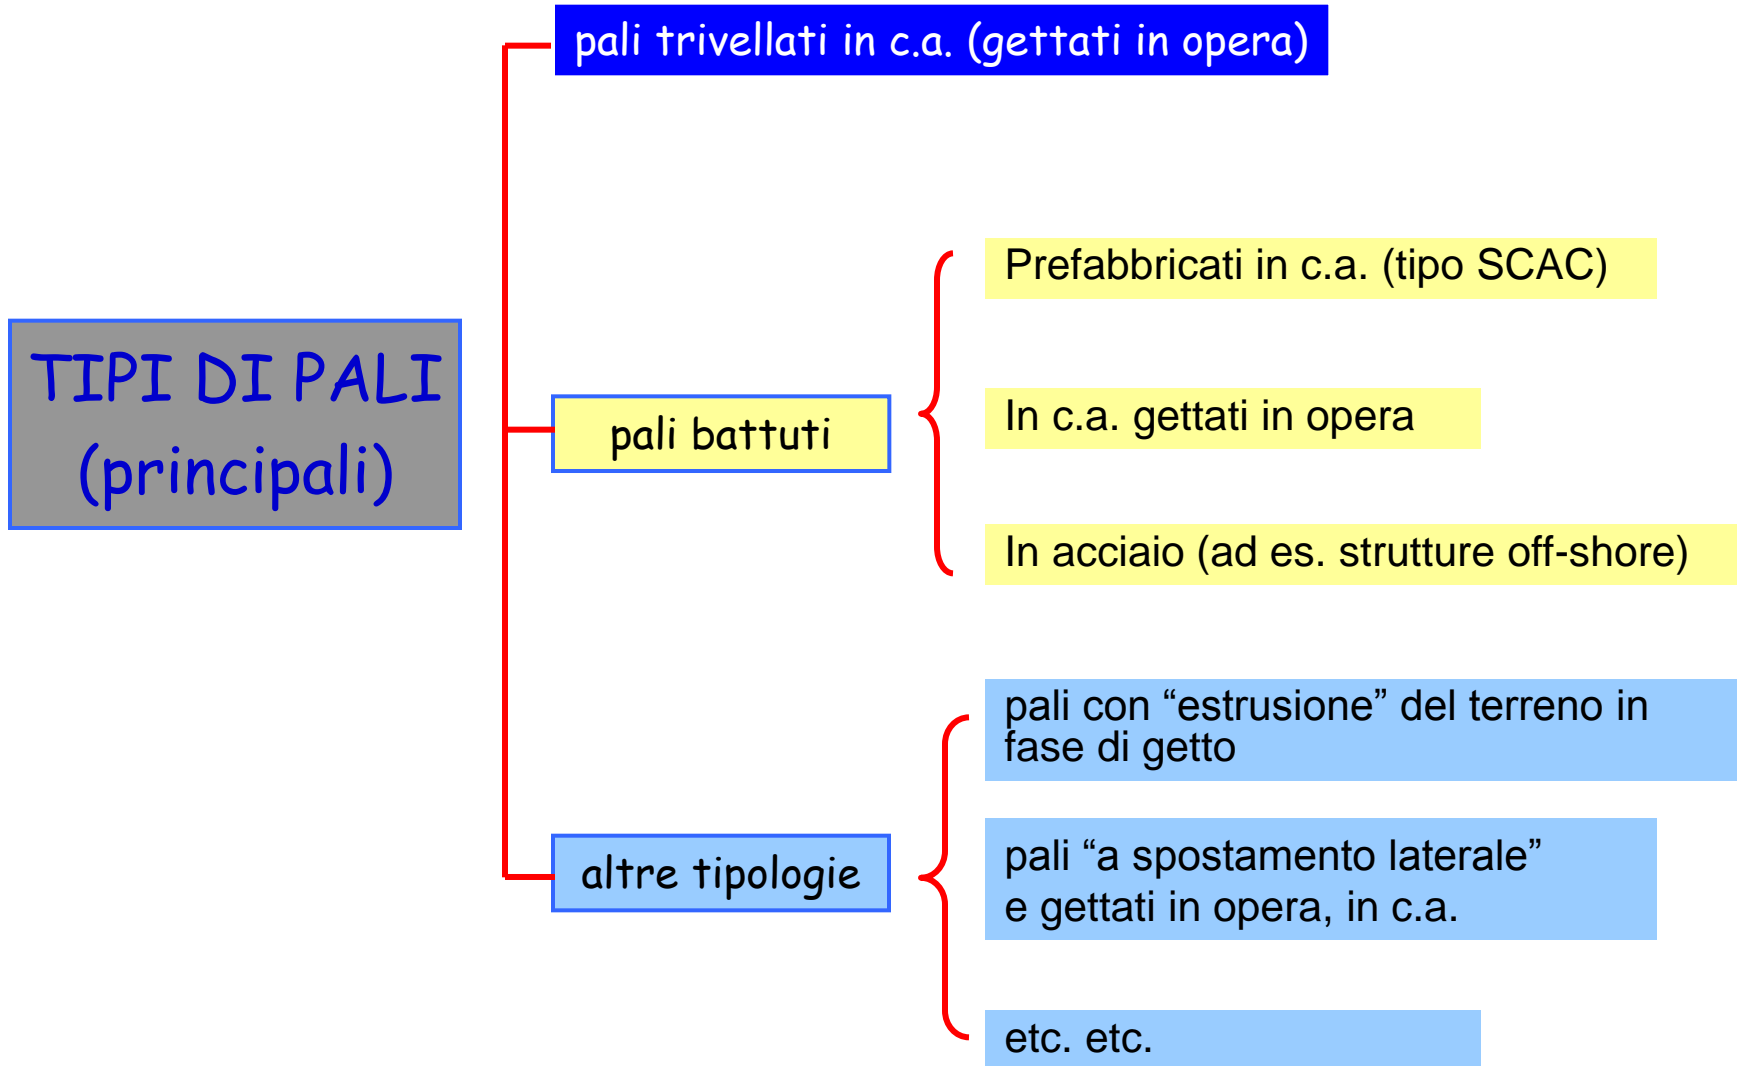 pali trivellati in c.a. (gettati in opera)
TIPI DI PALI
(principali)
pali battuti
Prefabbricati in c.a. (tipo SCAC)
In c.a. gettati in opera
In acciaio (ad es. strutture off-shore)
altre tipologie
pali con “estrusione” del terreno in
fase di getto
pali “a spostamento laterale”
e gettati in opera, in c.a.
etc. etc.